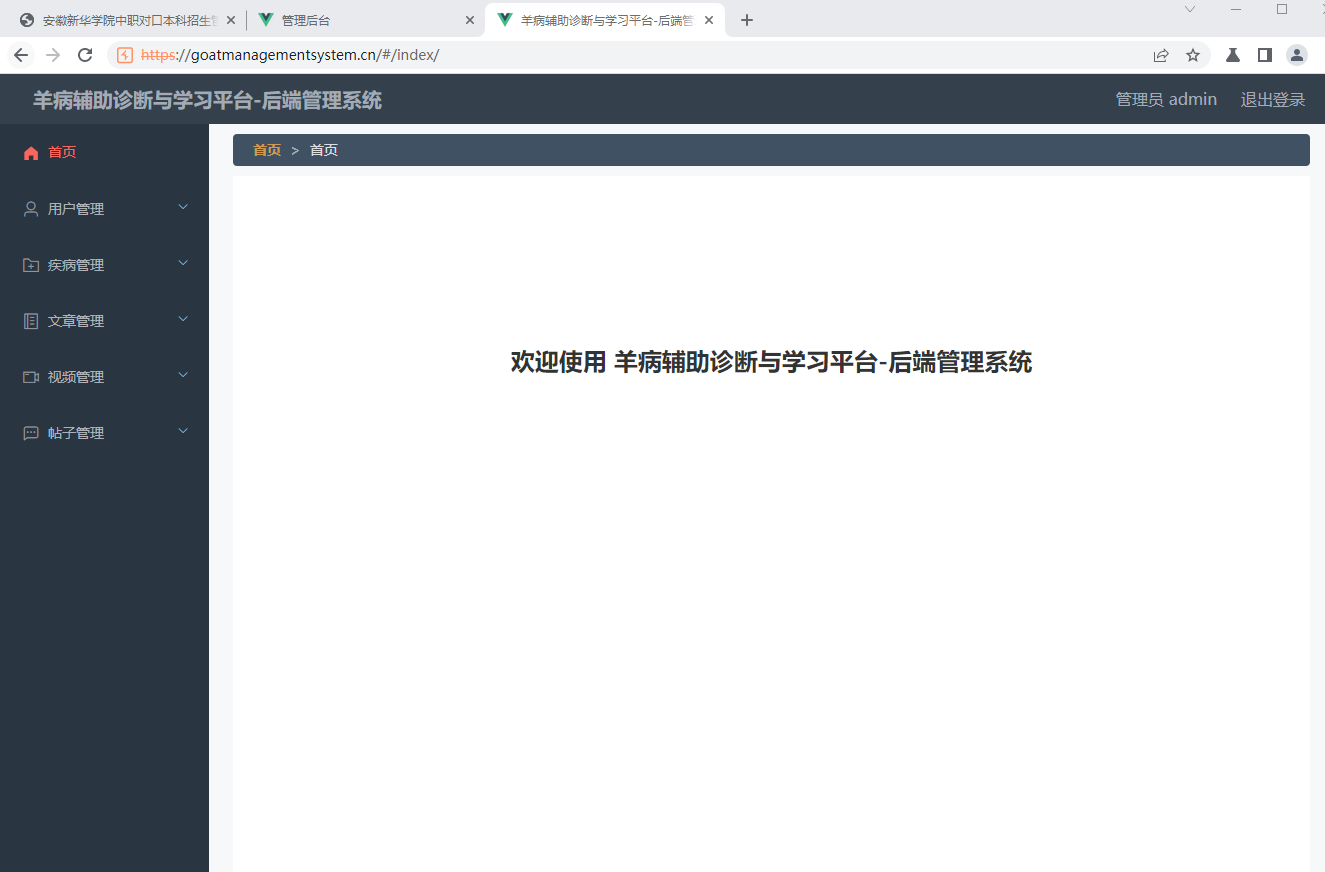 安徽新华学院中职对口本科招生管
管理后台
羊病辅助诊断与学习平台-后端管
https://goatmanagementsystem.cn/#/index/
羊病辅助诊断与学习平台-后端管理系统
管理员 admin
退出登录
首页
用户管理
疾病管理
文章管理
视频管理
帖子管理
首页 > 首页
欢迎使用 羊病辅助诊断与学习平台-后端管理系统